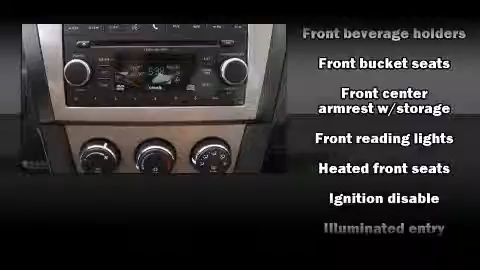 Front beverage holders
Front bucket seats
Front center
armrest w/storage
Front reading lights
Heated front seats
Ignition disable
Illuminated entry